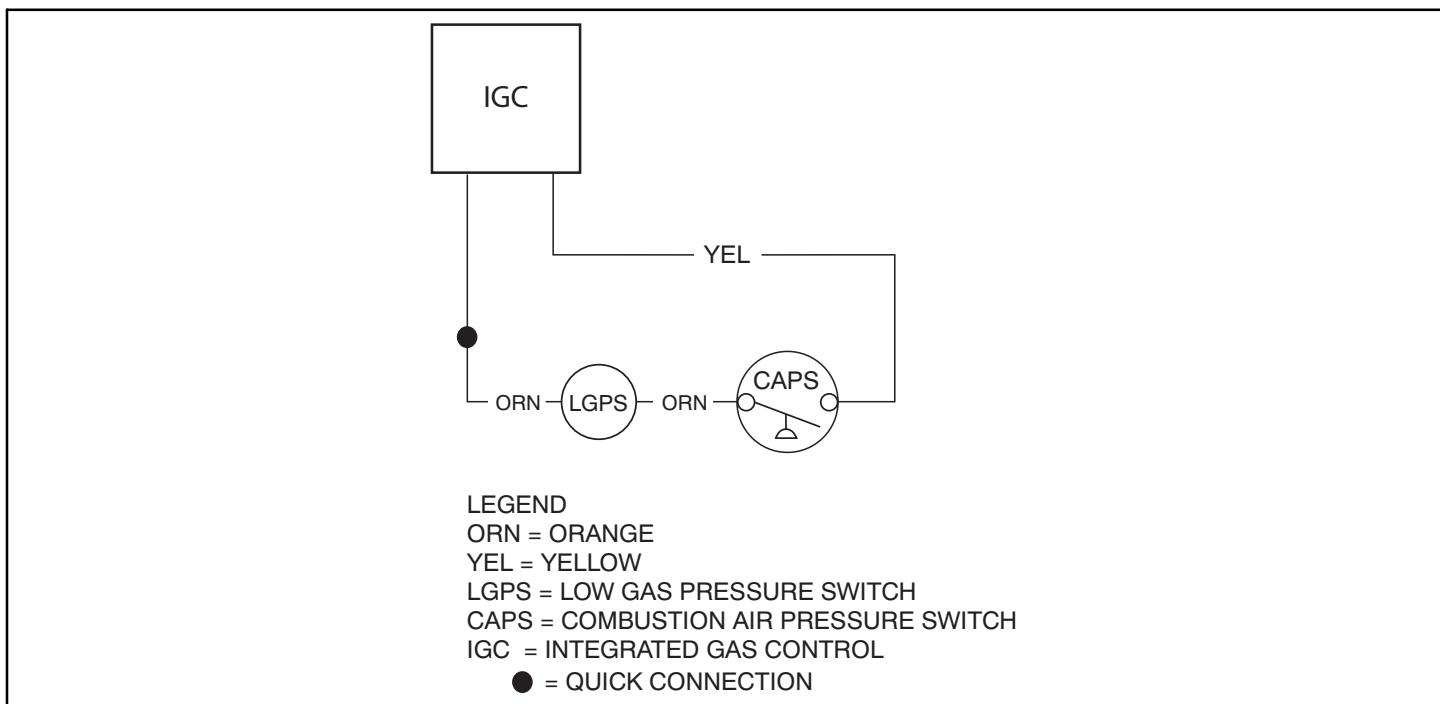 IGC
YEL
ORN
LGPS
ORN
CAPS
LEGEND
ORN = ORANGE
YEL = YELLOW
LGPS = LOW GAS PRESSURE SWITCH
CAPS = COMBUSTION AIR PRESSURE SWITCH
IGC = INTEGRATED GAS CONTROL
= QUICK CONNECTION